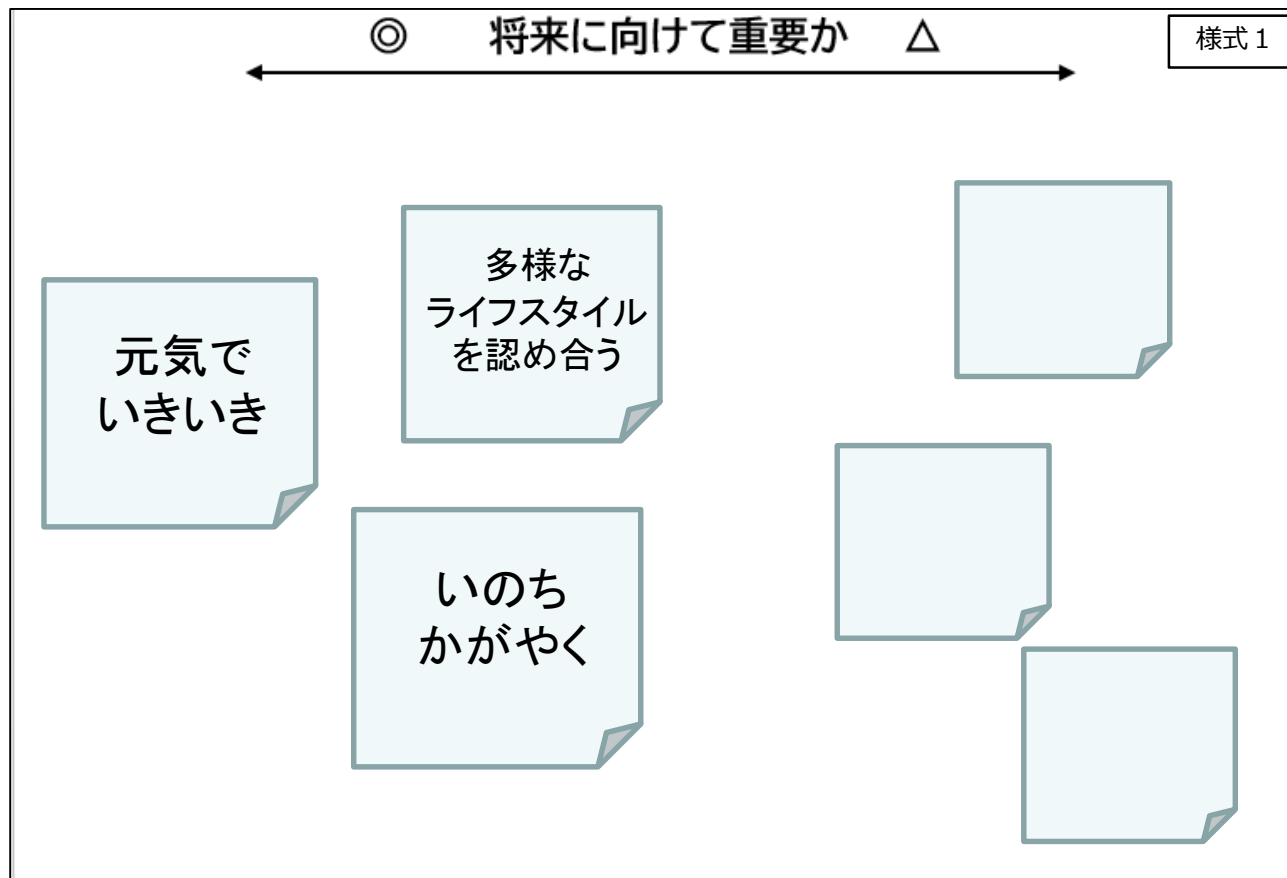 ◎ 将来に向けて重要か △
様式1
多様な
ライフスタイル
を認め合う
元気で
いきいき
いのち
かがやく